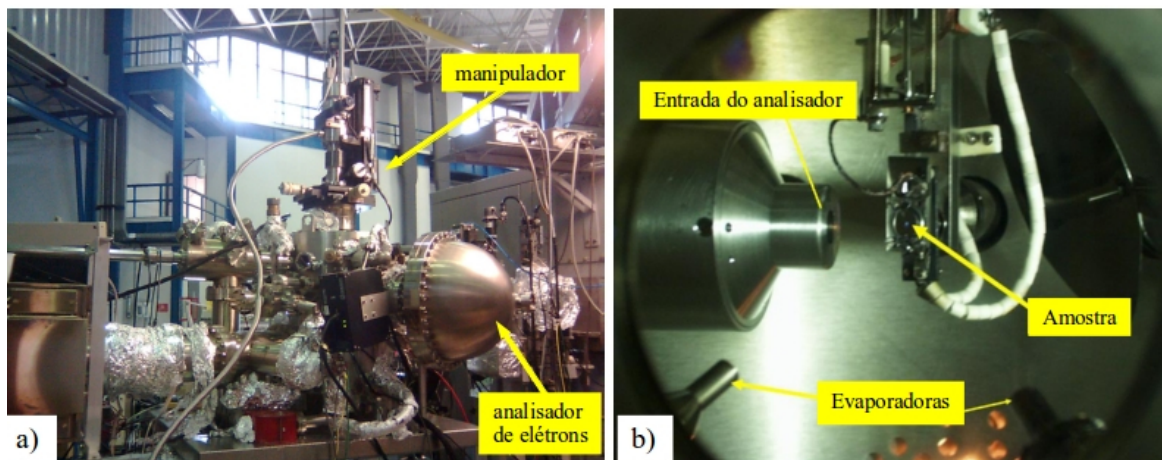 manipulador
analisador
de elétrons
a)
Entrada do analisador
Amostra
Evaporadoras
b)